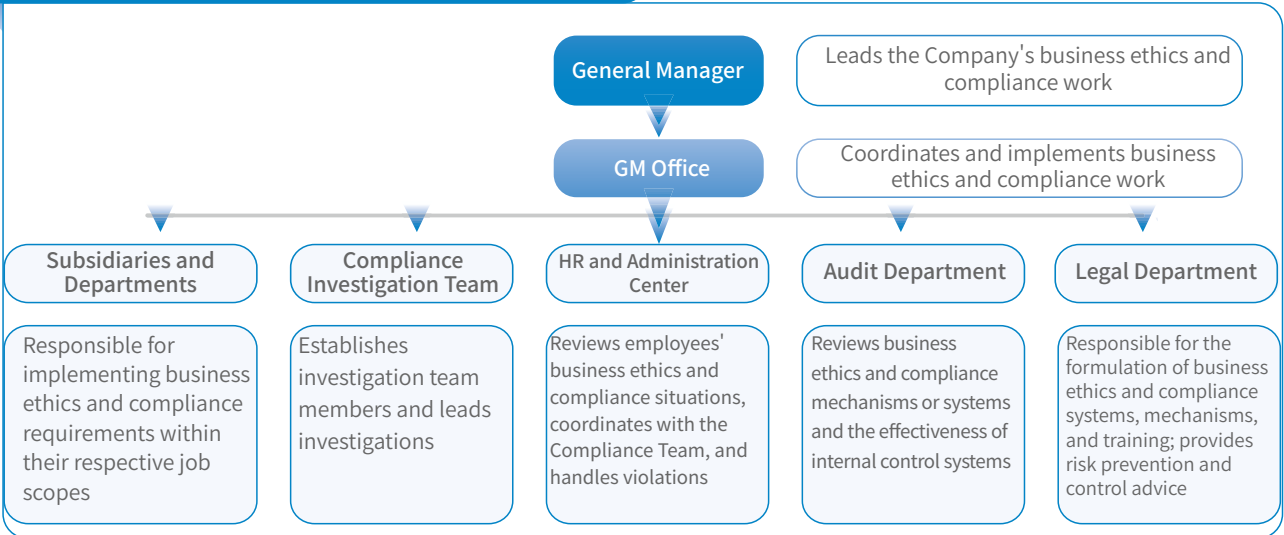 General Manager
Leads the Company's business ethics and
compliance work
GM Office
Coordinates and implements business
ethics and compliance work
Subsidiaries and
Departments
Compliance
Investigation Team
HR and Administration
Center
Audit Department
Legal Department
Responsible for
implementing business
ethics and compliance
requirements within
their respective job
scopes
Establishes
investigation team
members and leads
investigations
Reviews employees'
business ethics and
compliance situations,
coordinates with the
Compliance Team, and
handles violations
Reviews business
ethics and compliance
mechanisms or systems
and the effectiveness of
internal control systems
Responsible for the
formulation of business
ethics and compliance
systems, mechanisms,
and training; provides
risk prevention and
control advice